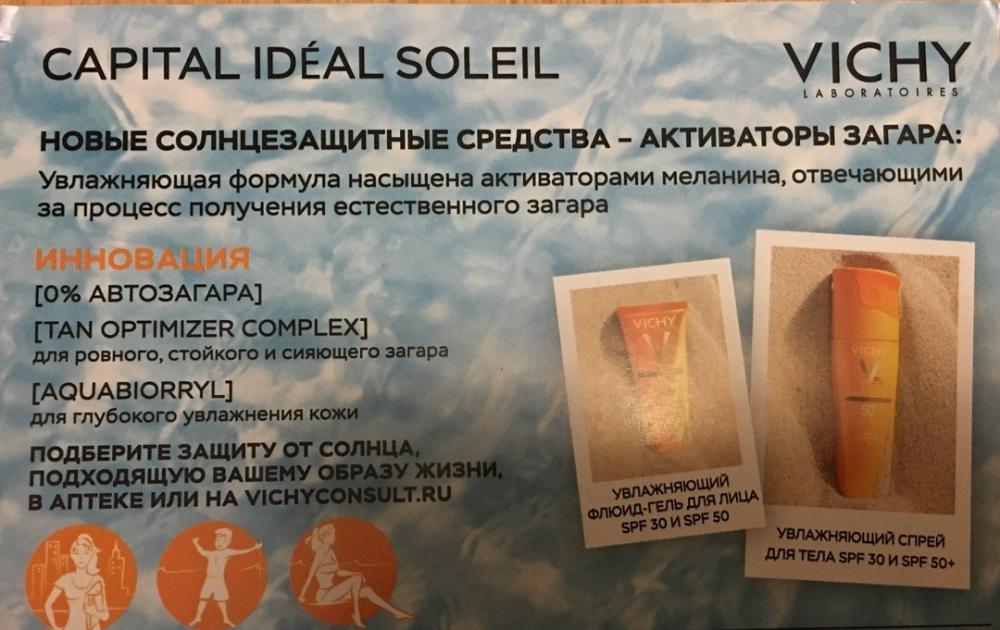 CAPITAL IDÉAL SOLEIL
VICHY
LABORATOIRES
НОВЫЕ СОЛНЦЕЗАЩИТНЫЕ СРЕДСТВА – АКТИВАТОРЫ ЗАГАРА:
Увлажняющая формула насыщена активаторами меланина, отвечающими
за процесс получения естественного загара
ИННОВАЦИЯ
[0% АВТОЗАГАРА]
[TAN OPTIMIZER COMPLEX]
для ровного, стойкого и сияющего загара
[AQUABIORRYL]
для глубокого увлажнения кожи
ПОДБЕРИТЕ ЗАЩИТУ ОТ СОЛНЦА,
ПОДХОДЯЩУЮ ВАШЕМУ ОБРАЗУ ЖИЗНИ,
В АПТЕКЕ ИЛИ НА VICHYCONSULT.RU
VICHY
V
УВЛАЖНЯЮЩИЙ
ФЛЮИД-ГЕЛЬ ДЛЯ ЛИЦА
SPF 30 И SPF 50
VICHY
V
50
УВЛАЖНЯЮЩИЙ СПРЕЙ
ДЛЯ ТЕЛА SPF 30 И SPF 50+